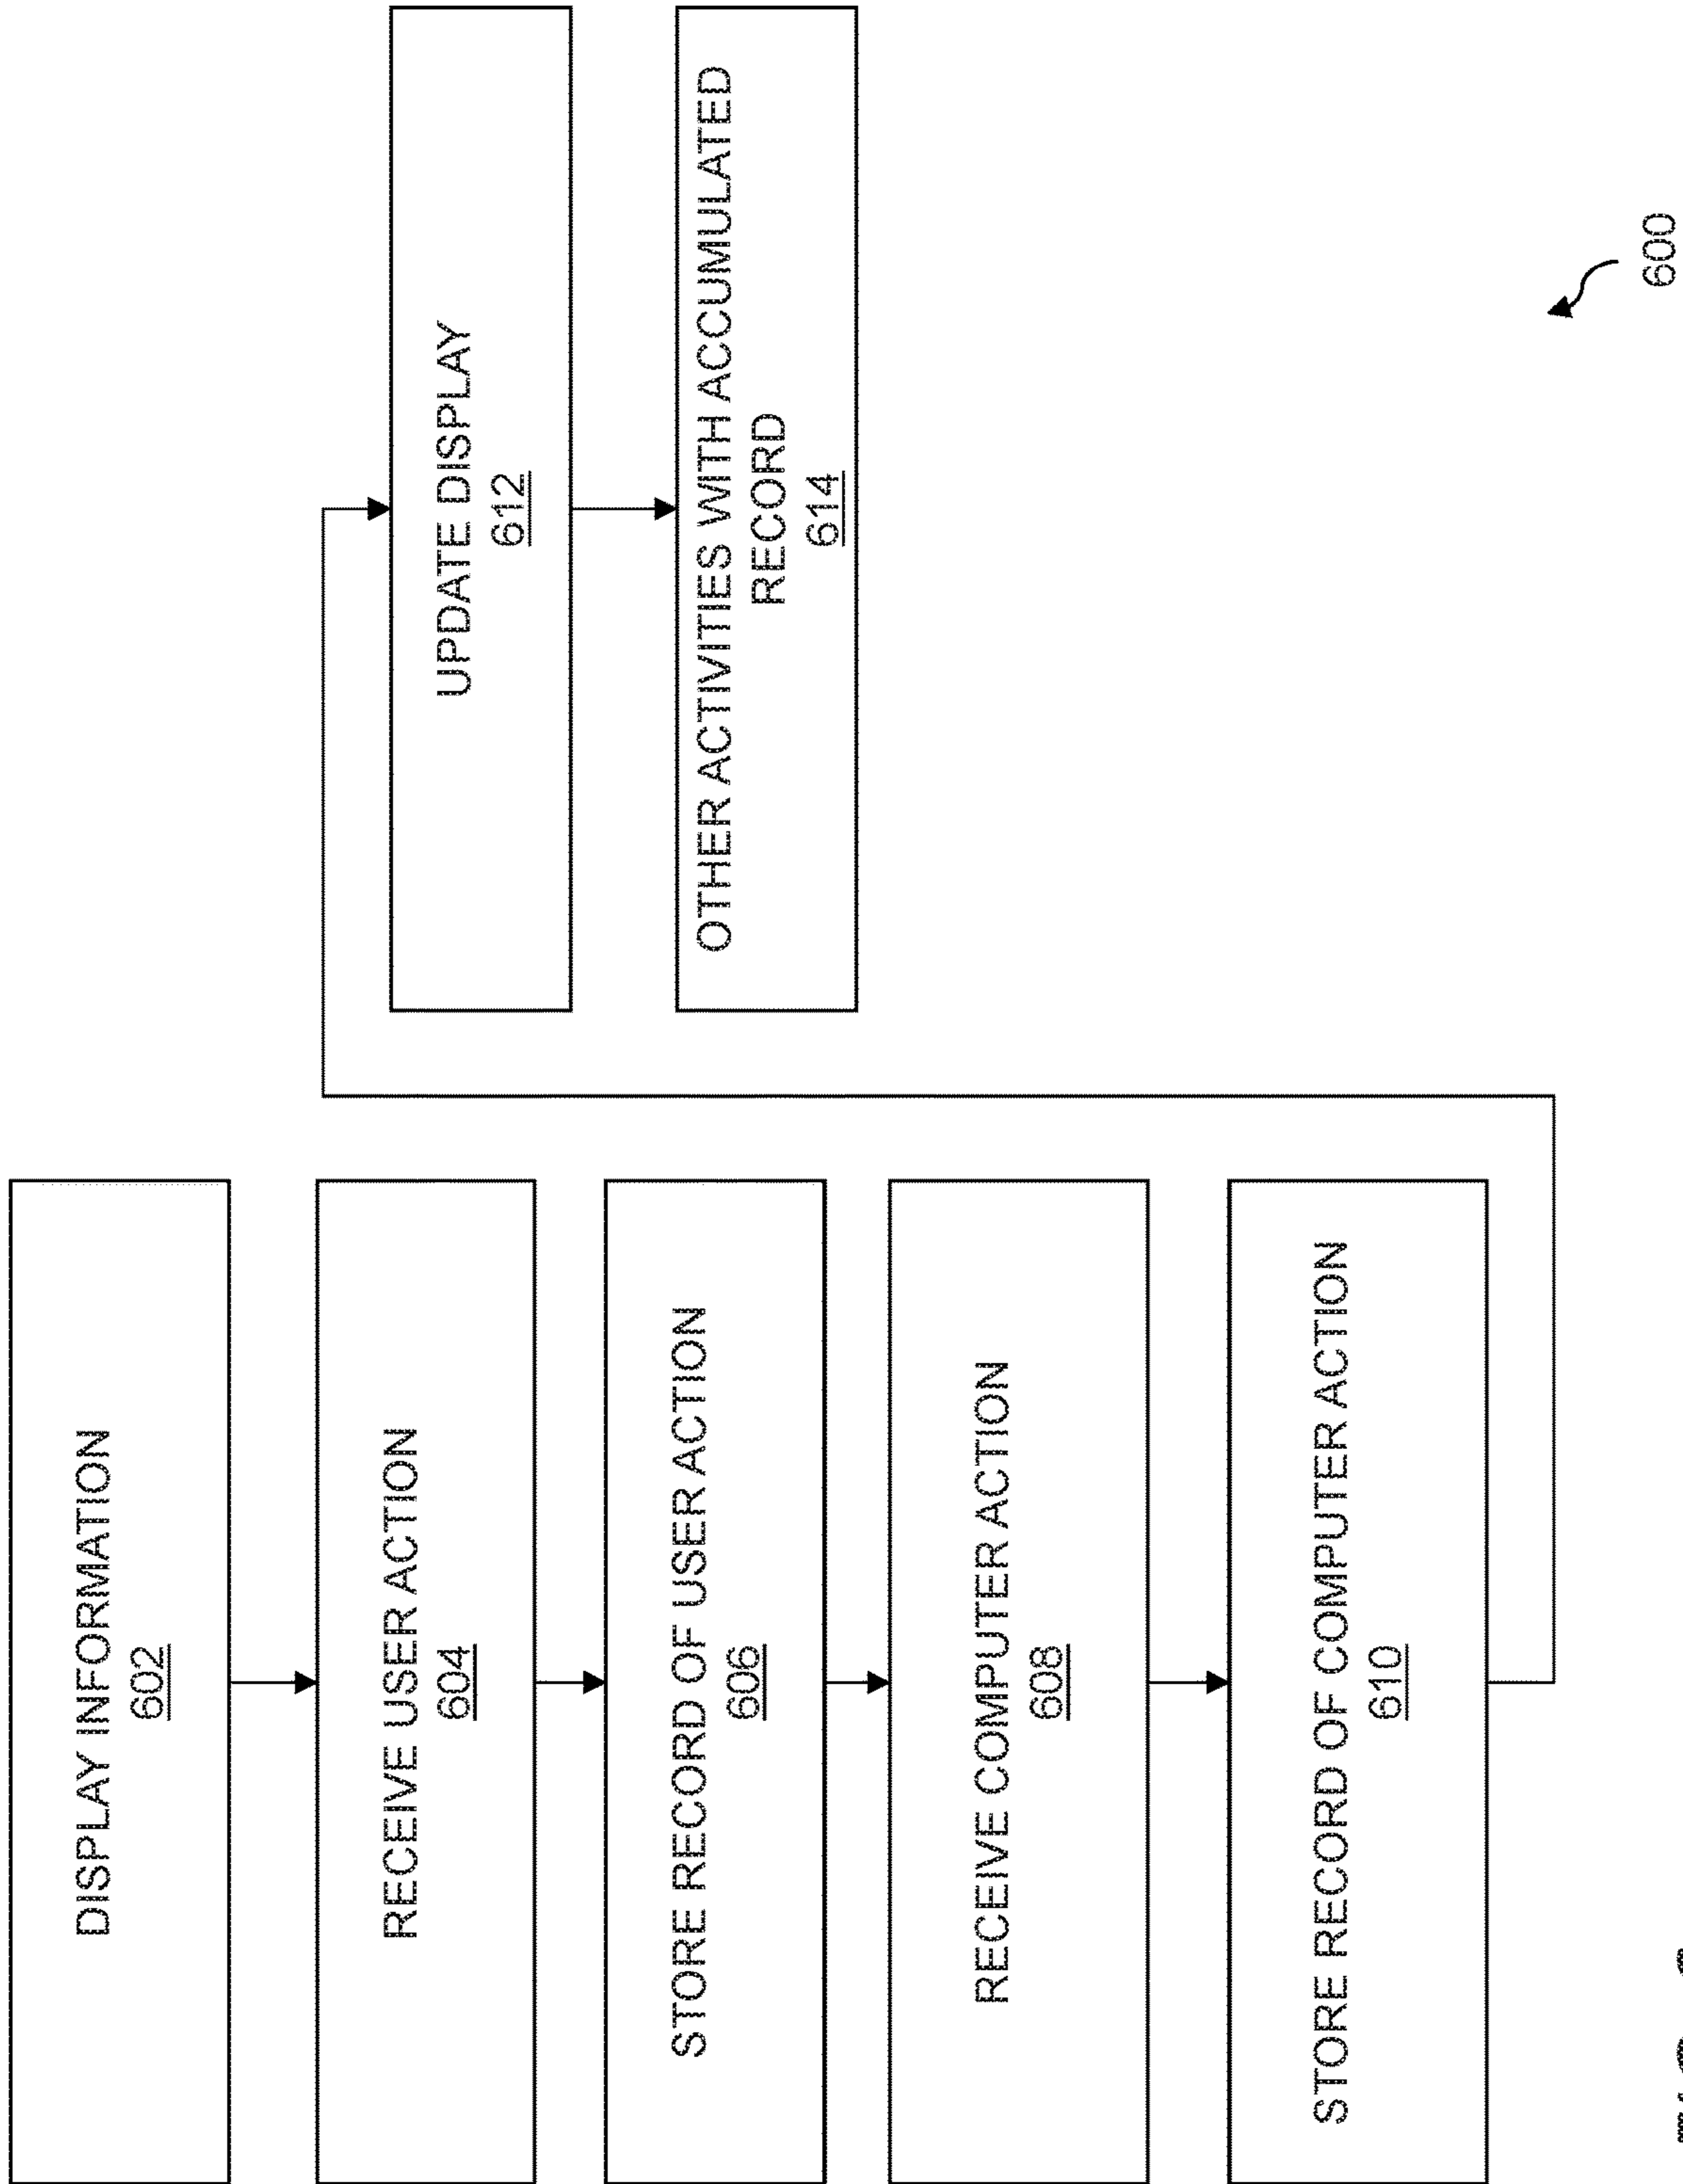 DISPLAY INFORMATION
602
RECEIVE USER ACTION
604
STORE RECORD OF USER ACTION
606
RECEIVE COMPUTER ACTION
608
STORE RECORD OF COMPUTER ACTION
610
UPDATE DISPLAY
612
OTHER ACTIVITIES WITH ACCUMULATED
RECORD
614
600